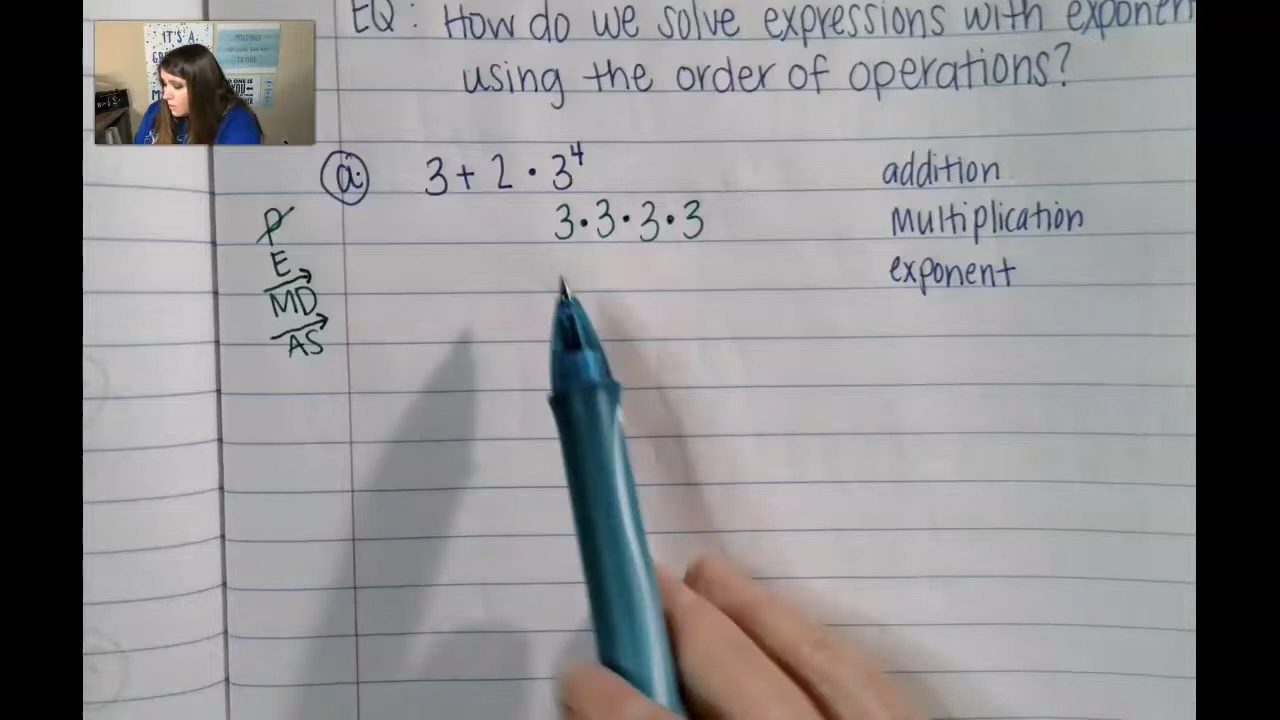 EQ: How do we solve expressions with exponen
using the order of operations?
a. 3 + 2 · 3⁴
3 · 3 · 3 · 3
P
E
MD
AS
addition
Multiplication
exponent
IT'S A